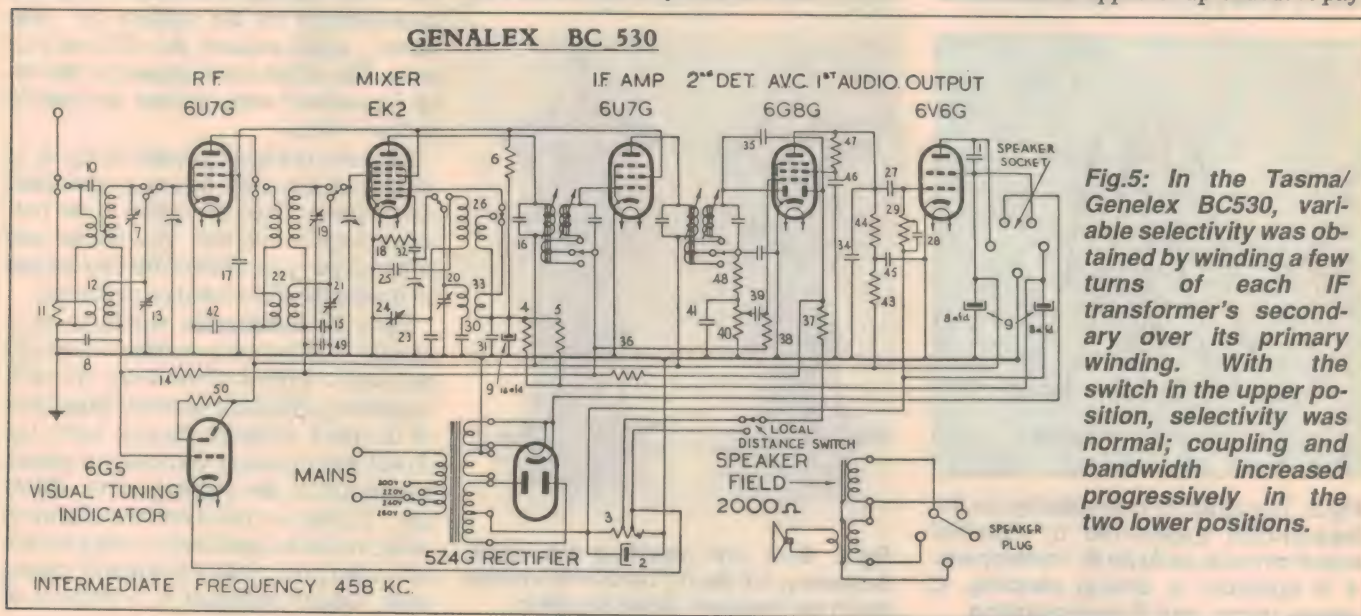 GENALEX BC 530
R F. MIXER I.F. AMP 2ND DET. A.V.C. 1ST AUDIO. OUTPUT
6U7G EK2 6U7G 6G8G 6V6G
SPEAKER
SOCKET
10
7
12
11
13
8
14
17
42
22
19
21
15
49
18
32
25
24
23
26
20
33
30
31
6
9
16
4
5
36
35
47
46
48
41
39
40
38
37
34
44
45
43
27
29
28
1
8 mfd
9
8 mfd
50
6G5
VISUAL TUNING
INDICATOR
MAINS
200V
220V
240V
260V
5Z4G RECTIFIER
LOCAL
DISTANCE SWITCH
3
2
SPEAKER
FIELD
2000Ω
SPEAKER
PLUG
INTERMEDIATE FREQUENCY 458 KC.
Fig.5: In the Tasma/
Genelex BC530, vari-
able selectivity was ob-
tained by winding a few
turns of each IF
transformer's second-
ary over its primary
winding. With the
switch in the upper po-
sition, selectivity was
normal; coupling and
bandwidth increased
progressively in the
two lower positions.